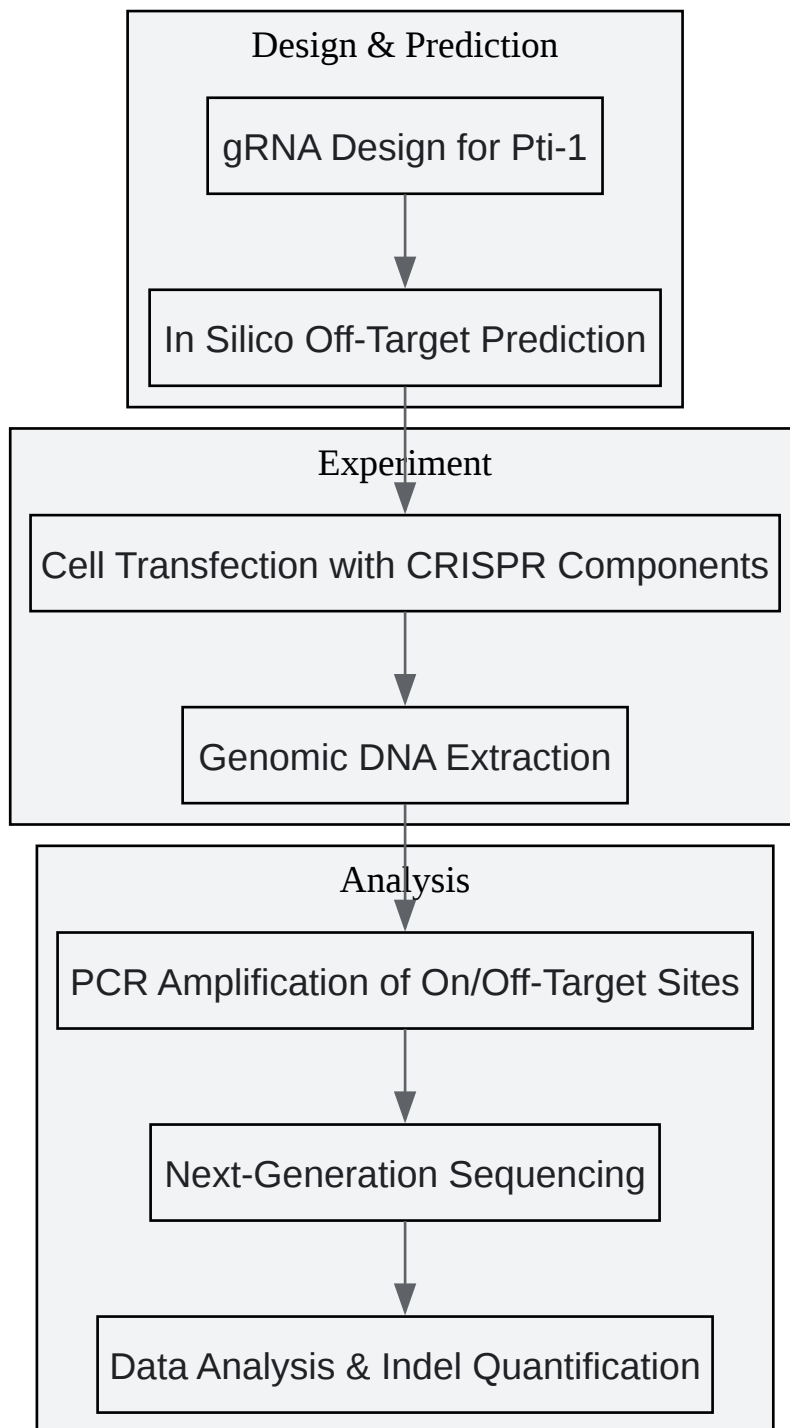 Design & Prediction
gRNA Design for Pti-1
In Silico Off-Target Prediction
Experiment
Cell Transfection with CRISPR Components
Genomic DNA Extraction
Analysis
PCR Amplification of On/Off-Target Sites
Next-Generation Sequencing
Data Analysis & Indel Quantification